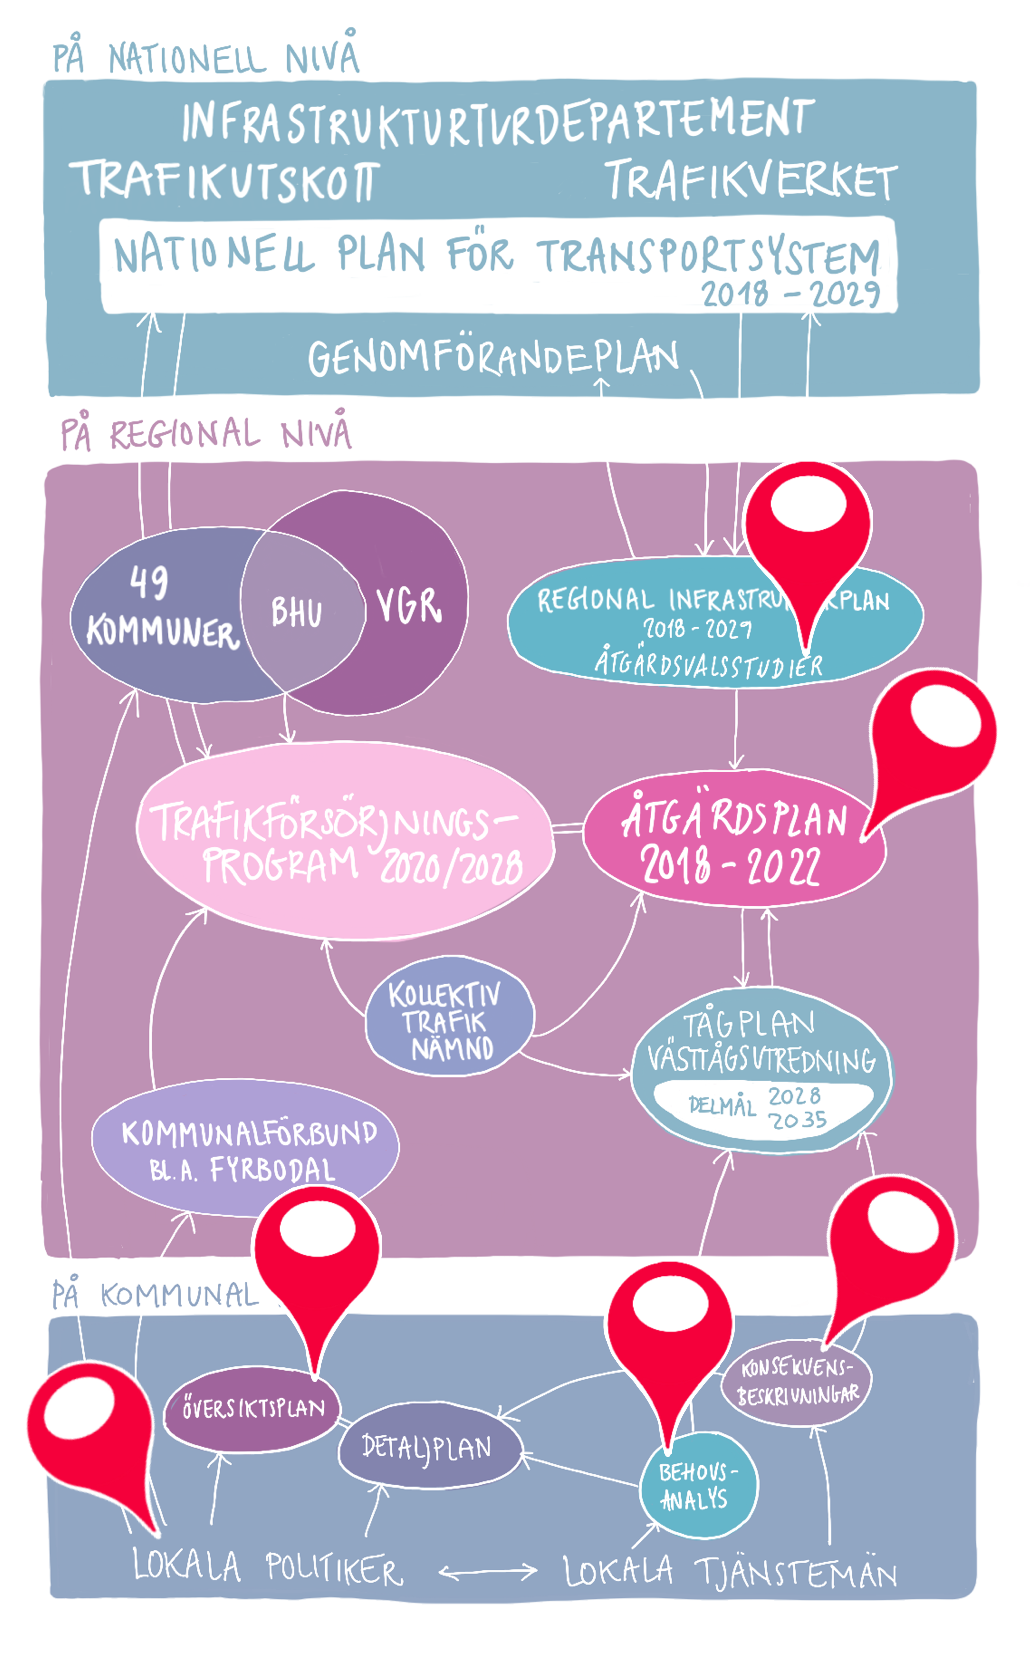 PÅ NATIONELL NIVÅ
INFRASTRUKTURTURDEPARTEMENT
TRAFIKUTSKOTT
TRAFIKVERKET
NATIONELL PLAN FÖR TRANSPORTSYSTEM
2018 - 2029
GENOMFÖRANDEPLAN
PÅ REGIONAL NIVÅ
49
KOMMUNER
BHU
VGR
REGIONAL
2018 - 2029
ÅTGÄRDSVALSSTUDIER
TRAFIKFÖRSÖRJNINGS-
PROGRAM 2020/2028
ÅTGÄRDSPLAN
2018 - 2022
KOLLEKTIV
TRAFIK
NÄMND
TÅGPLAN
VÄSTTÅGSUTREDNING
DELMÅL 2028
2035
KOMMUNALFÖRBUND
BL.A. FYRBODAL
PÅ KOMMUNAL
ÖVERSIKTSPLAN
DETALJPLAN
KONSEKVENS-
BESKRIVNINGAR
BEHOVS-
ANALYS
LOKALA POLITIKER
LOKALA TJÄNSTEMÄN